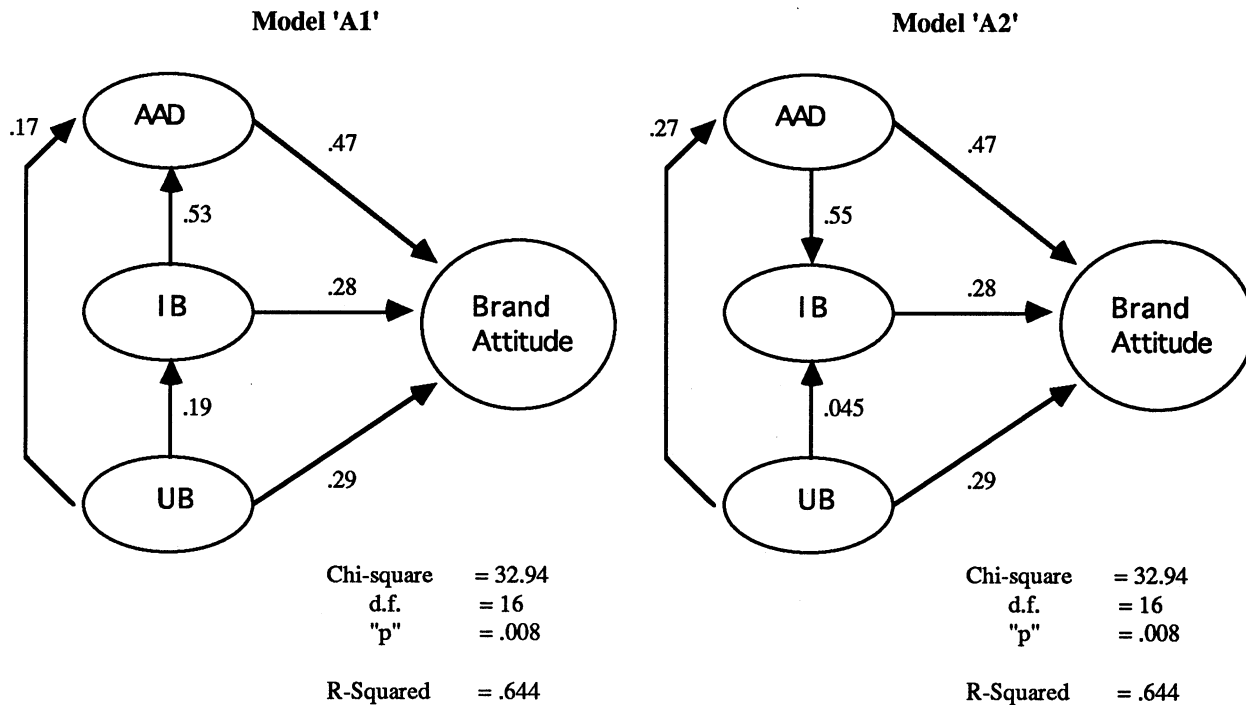 Model 'A1'
AAD
.17
.47
.53
IB
.28
Brand
Attitude
.19
UB
.29
Chi-square = 32.94
d.f. = 16
"p" = .008
R-Squared = .644
Model 'A2'
AAD
.27
.47
.55
IB
.28
Brand
Attitude
.045
UB
.29
Chi-square = 32.94
d.f. = 16
"p" = .008
R-Squared = .644